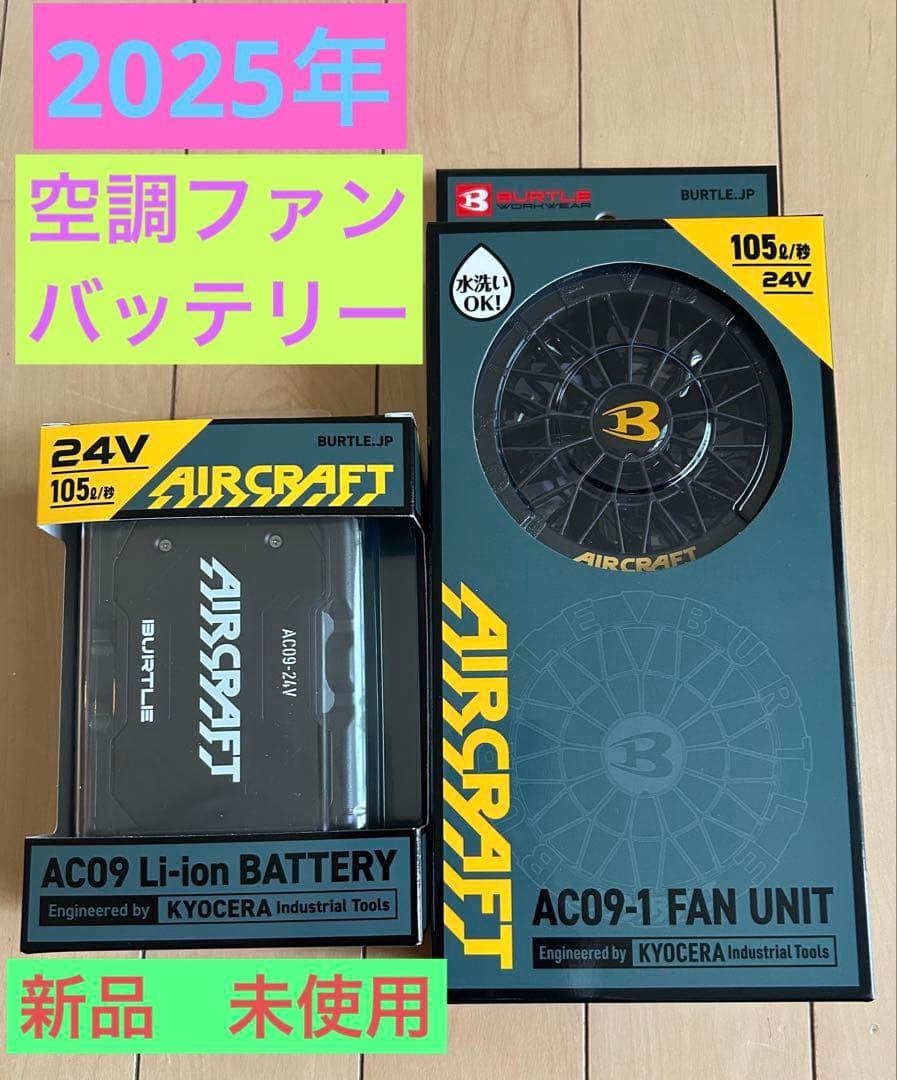 2025年
空調ファン
バッテリー
BURTLE
WORKWEAR
BURTLE.JP
水洗い
OK!
105ℓ/秒
24V
B
AIRCRAFT
AIRCRAFT
B
AC09-1 FAN UNIT
Engineered by KYOCERA Industrial Tools
24V
105ℓ/秒
BURTLE.JP
AIRCRAFT
AIRCRAFT
AC09-24V
BURTLE
AC09 Li-ion BATTERY
Engineered by KYOCERA Industrial Tools
新品 未使用